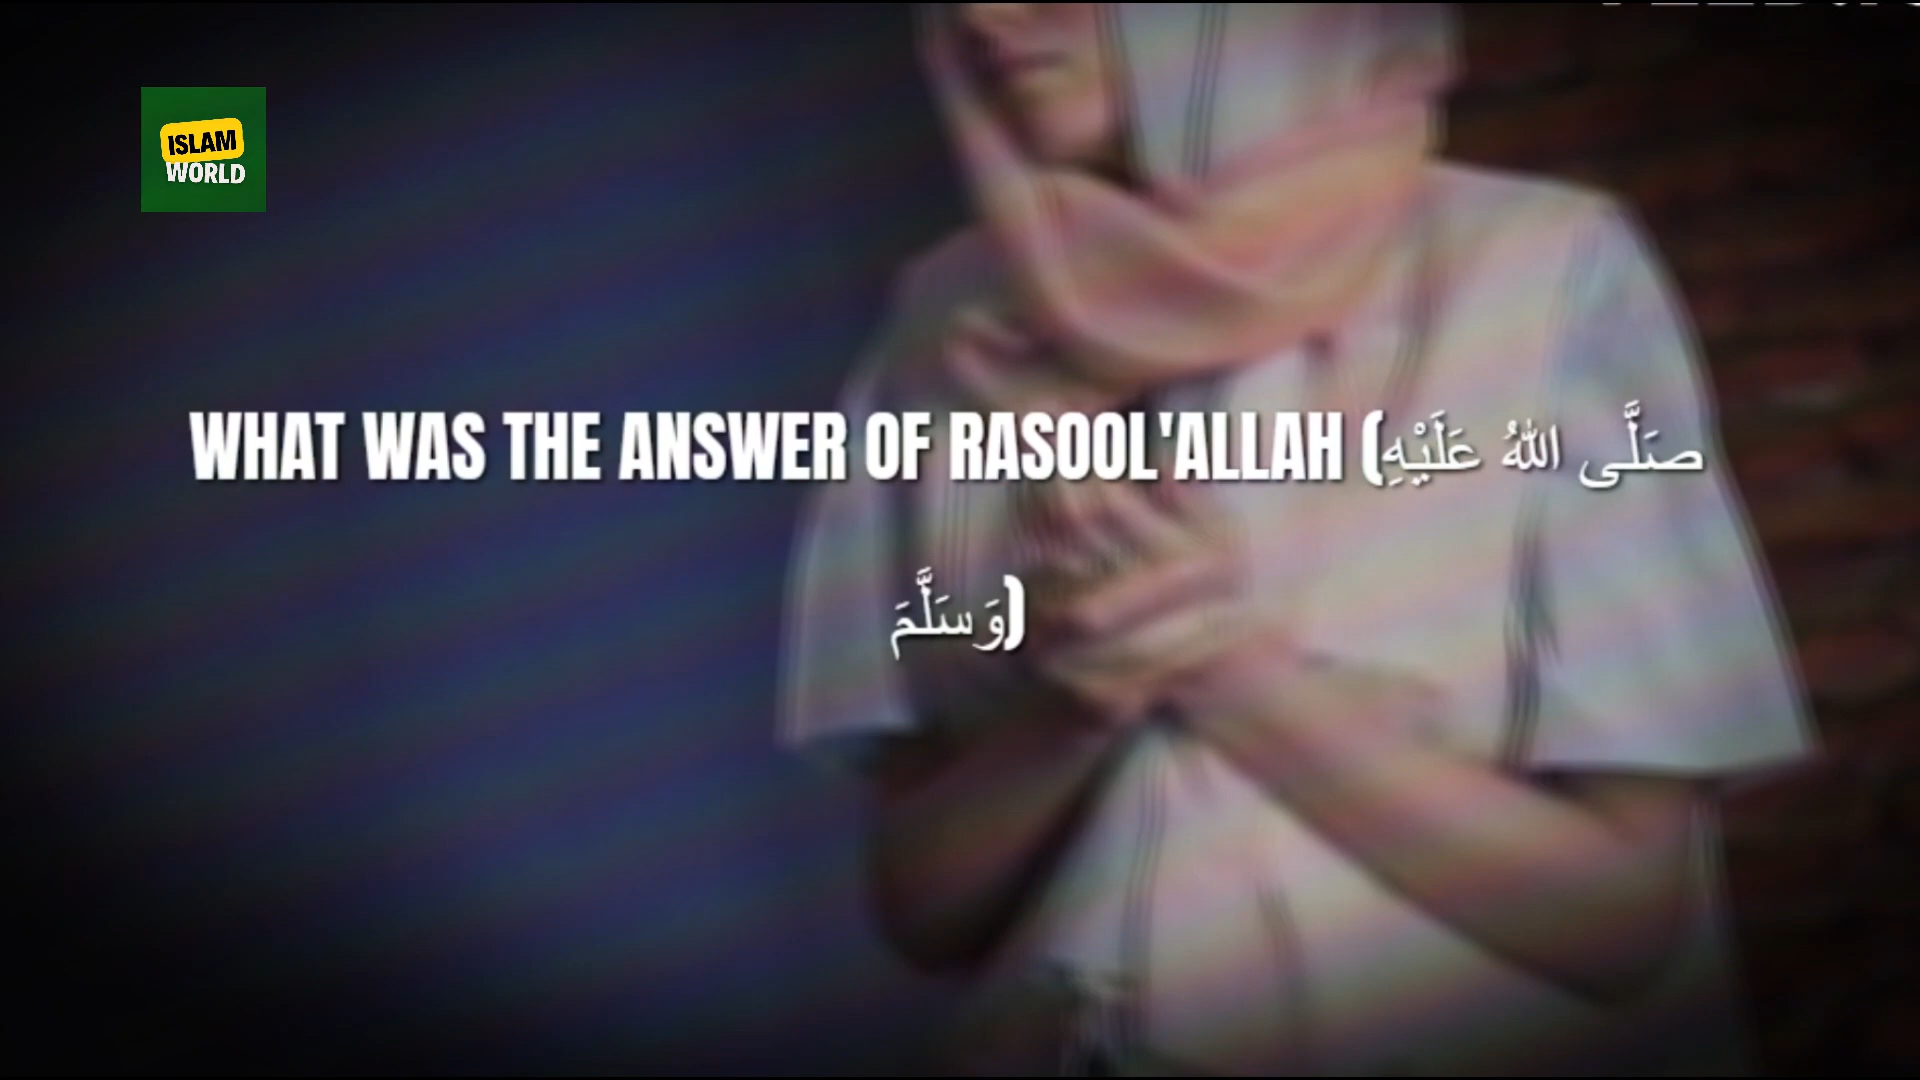 ISLAM
WORLD
WHAT WAS THE ANSWER OF RASOOL'ALLAH (صَلَّى اللهُ عَلَيْهِ
وَسَلَّمَ)